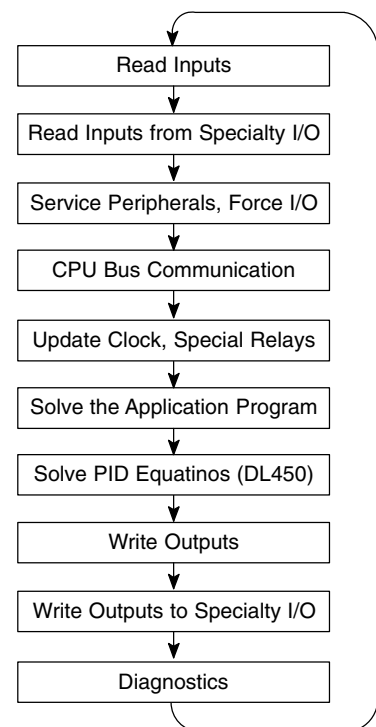 Read Inputs
Read Inputs from Specialty I/O
Service Peripherals, Force I/O
CPU Bus Communication
Update Clock, Special Relays
Solve the Application Program
Solve PID Equatinos (DL450)
Write Outputs
Write Outputs to Specialty I/O
Diagnostics